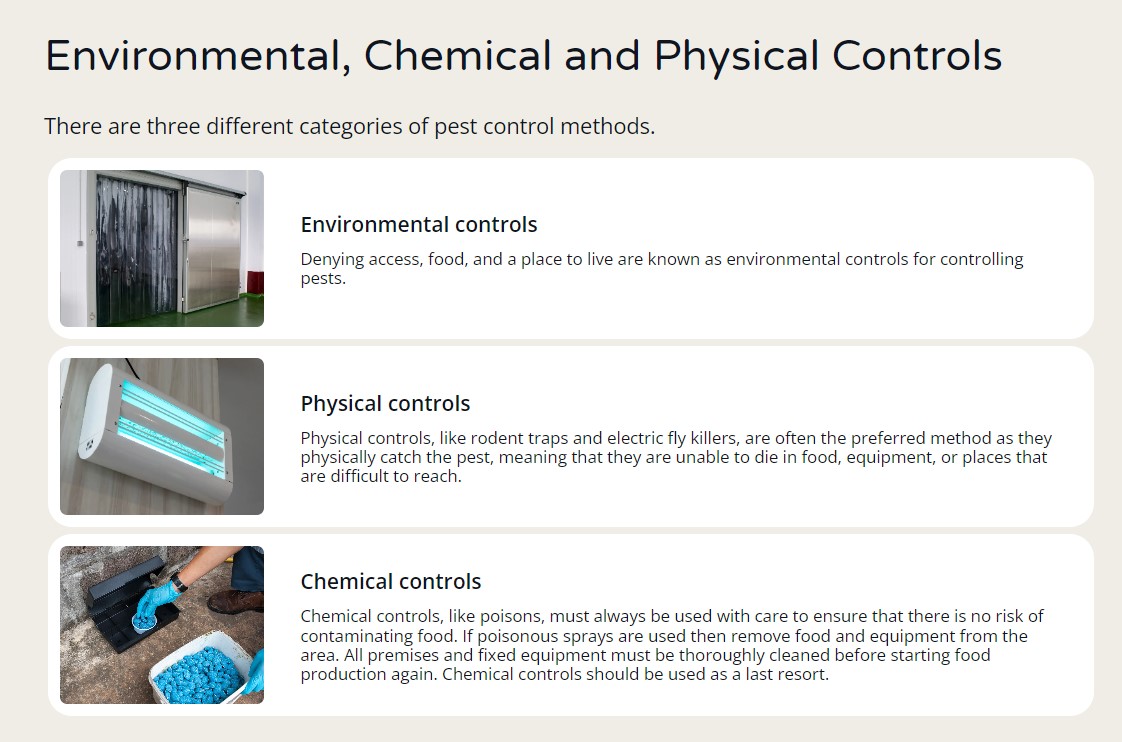 Environmental, Chemical and Physical Controls
There are three different categories of pest control methods.
Environmental controls
Denying access, food, and a place to live are known as environmental controls for controlling
pests.
Physical controls
Physical controls, like rodent traps and electric fly killers, are often the preferred method as they
physically catch the pest, meaning that they are unable to die in food, equipment, or places that
are difficult to reach.
Chemical controls
Chemical controls, like poisons, must always be used with care to ensure that there is no risk of
contaminating food. If poisonous sprays are used then remove food and equipment from the
area. All premises and fixed equipment must be thoroughly cleaned before starting food
production again. Chemical controls should be used as a last resort.